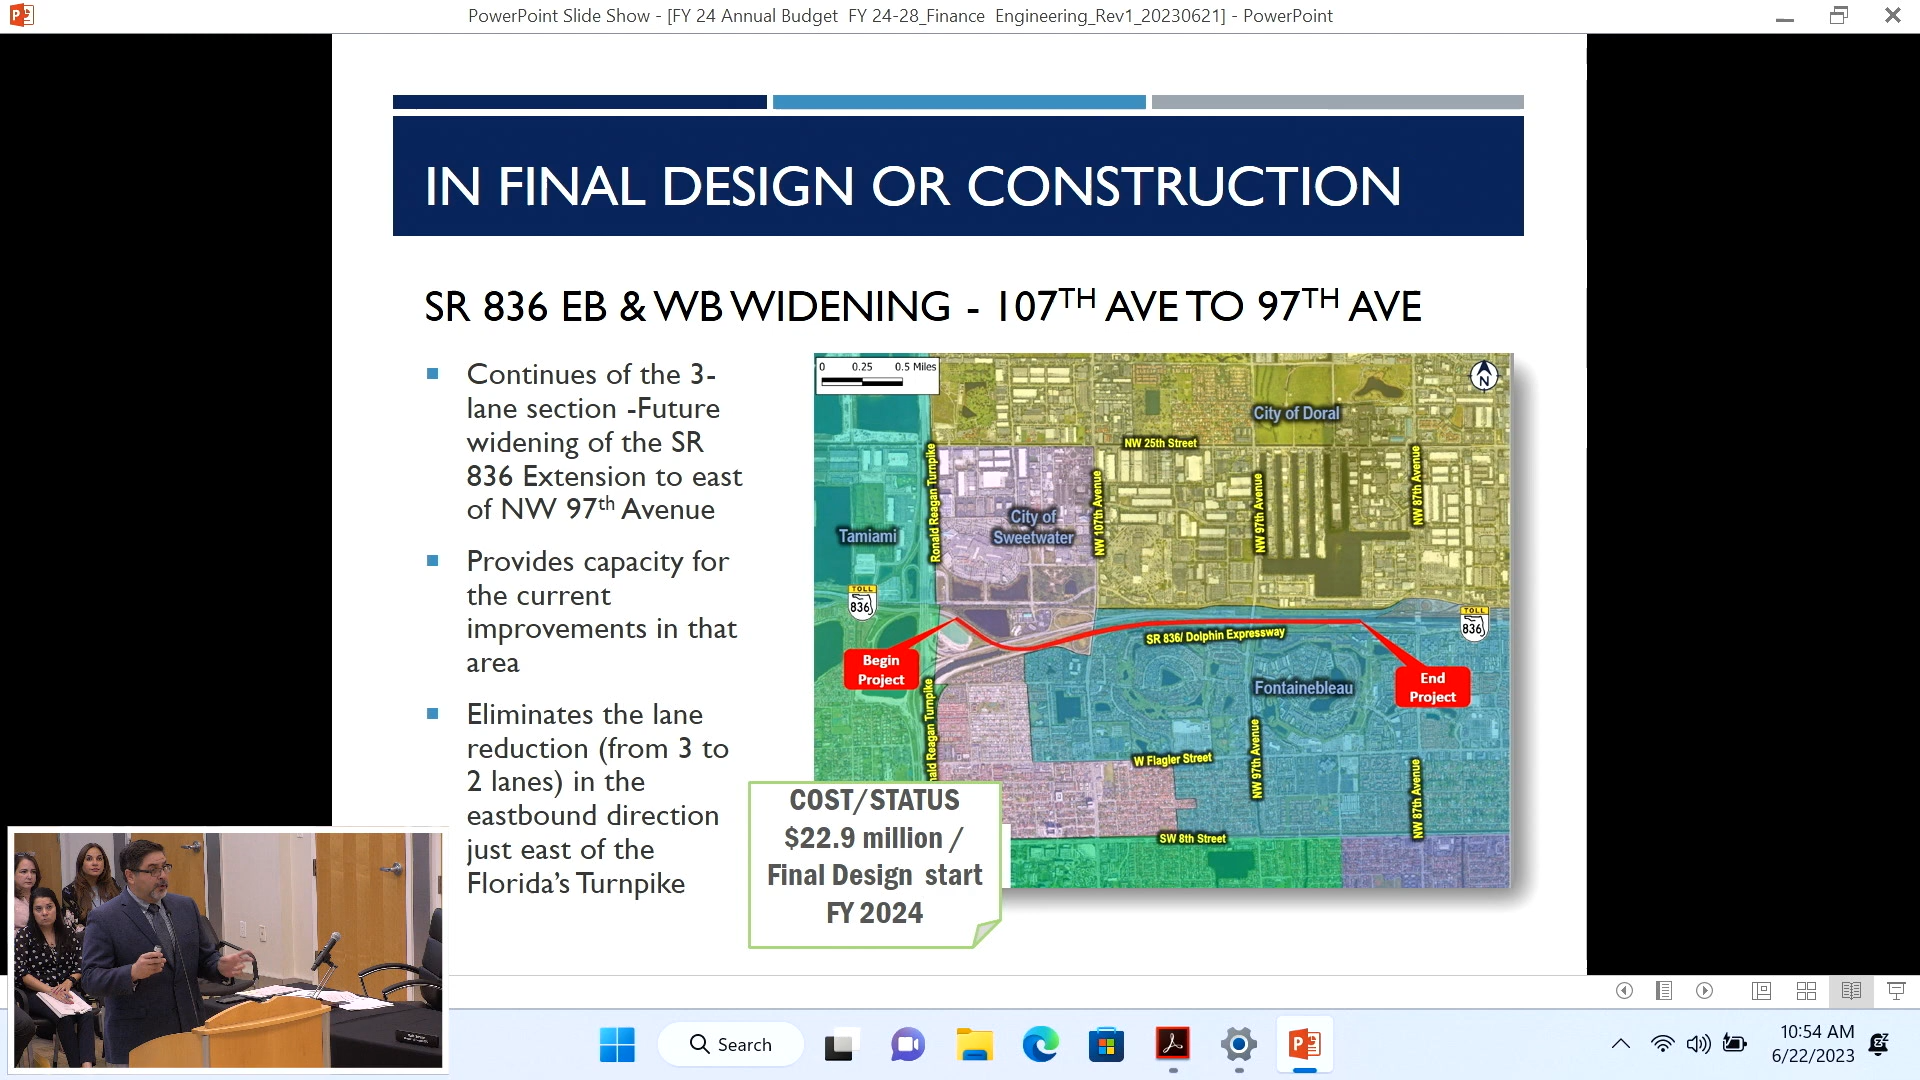 PowerPoint Slide Show - [FY 24 Annual Budget FY 24-28_Finance Engineering_Rev1_20230621] - PowerPoint
IN FINAL DESIGN OR CONSTRUCTION
SR 836 EB & WB WIDENING - 107TH AVE TO 97TH AVE
Continues of the 3-
lane section -Future
widening of the SR
836 Extension to east
of NW 97th Avenue
Provides capacity for
the current
improvements in that
area
Eliminates the lane
reduction (from 3 to
2 lanes) in the
eastbound direction
just east of the
Florida's Turnpike
0 0.25 0.5 Miles
N
City of Doral
NW 25th Street
Ronald Reagan Turnpike
NW 107th Avenue
NW 97th Avenue
NW 87th Avenue
City of
Sweetwater
Tamiami
TOLL
836
TOLL
836
SR 836/ Dolphin Expressway
Begin
Project
End
Project
Fontainebleau
nald Reagan Turnpike
W Flagler Street
NW 97th Avenue
NW 87th Avenue
SW 8th Street
COST/STATUS
$22.9 million /
Final Design start
FY 2024
Search
10:54 AM
6/22/2023